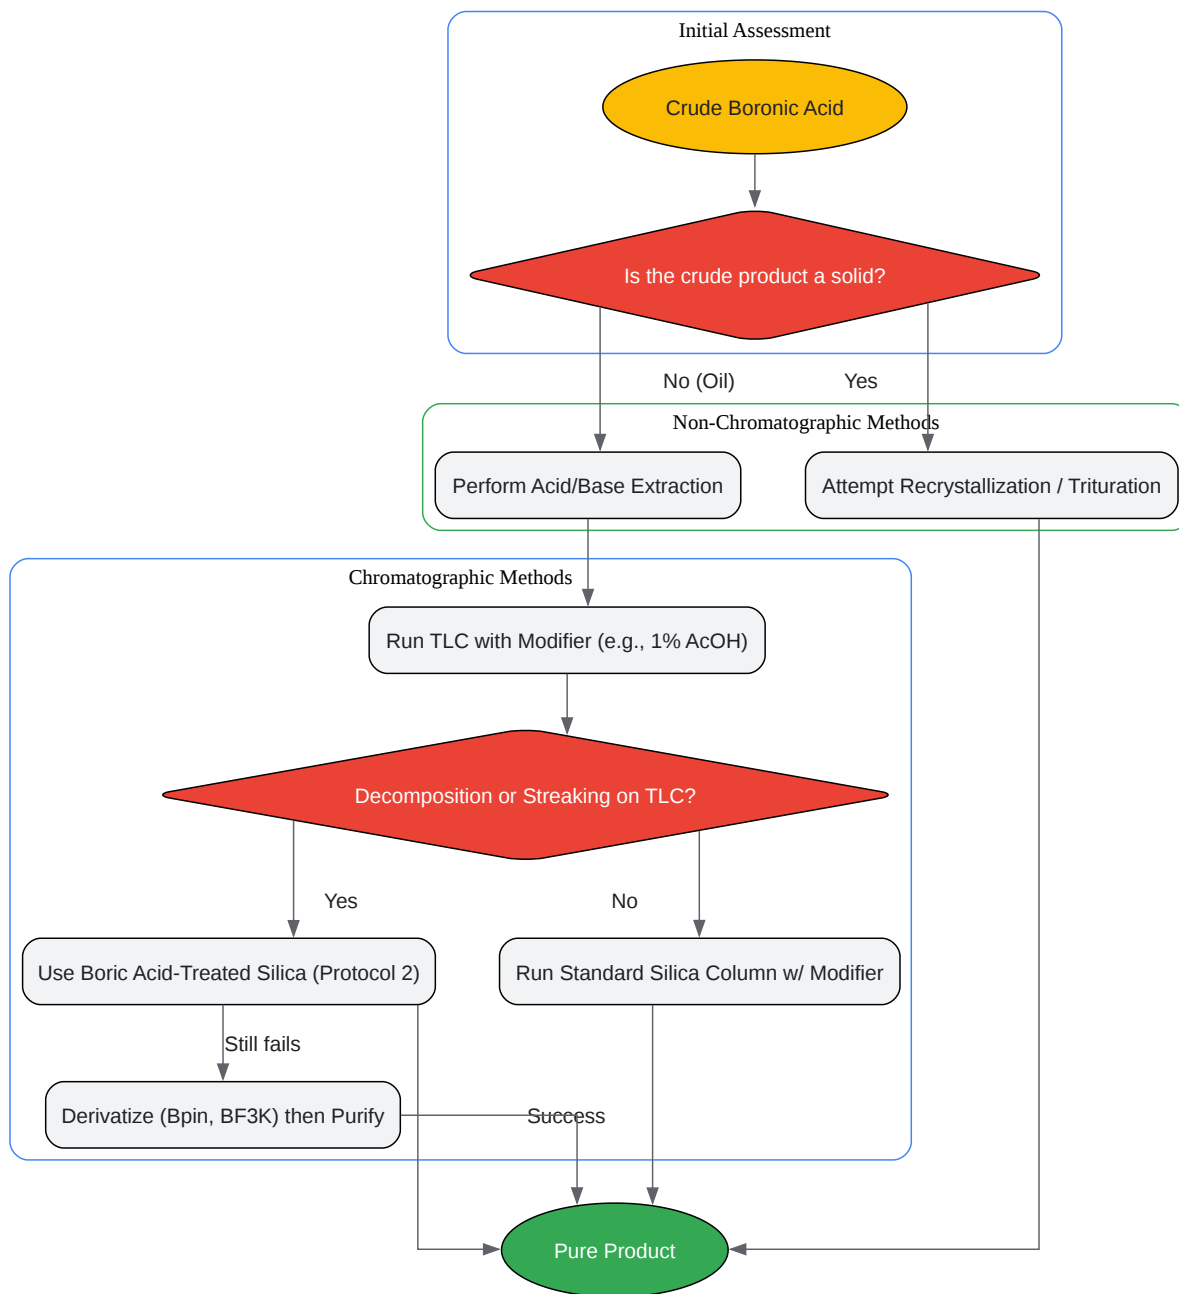 Initial Assessment
Crude Boronic Acid
Is the crude product a solid?
No (Oil)
Yes
Non-Chromatographic Methods
Perform Acid/Base Extraction
Attempt Recrystallization / Trituration
Chromatographic Methods
Run TLC with Modifier (e.g., 1% AcOH)
Decomposition or Streaking on TLC?
Yes
No
Use Boric Acid-Treated Silica (Protocol 2)
Run Standard Silica Column w/ Modifier
Still fails
Derivatize (Bpin, BF3K) then Purify
Success
Pure Product